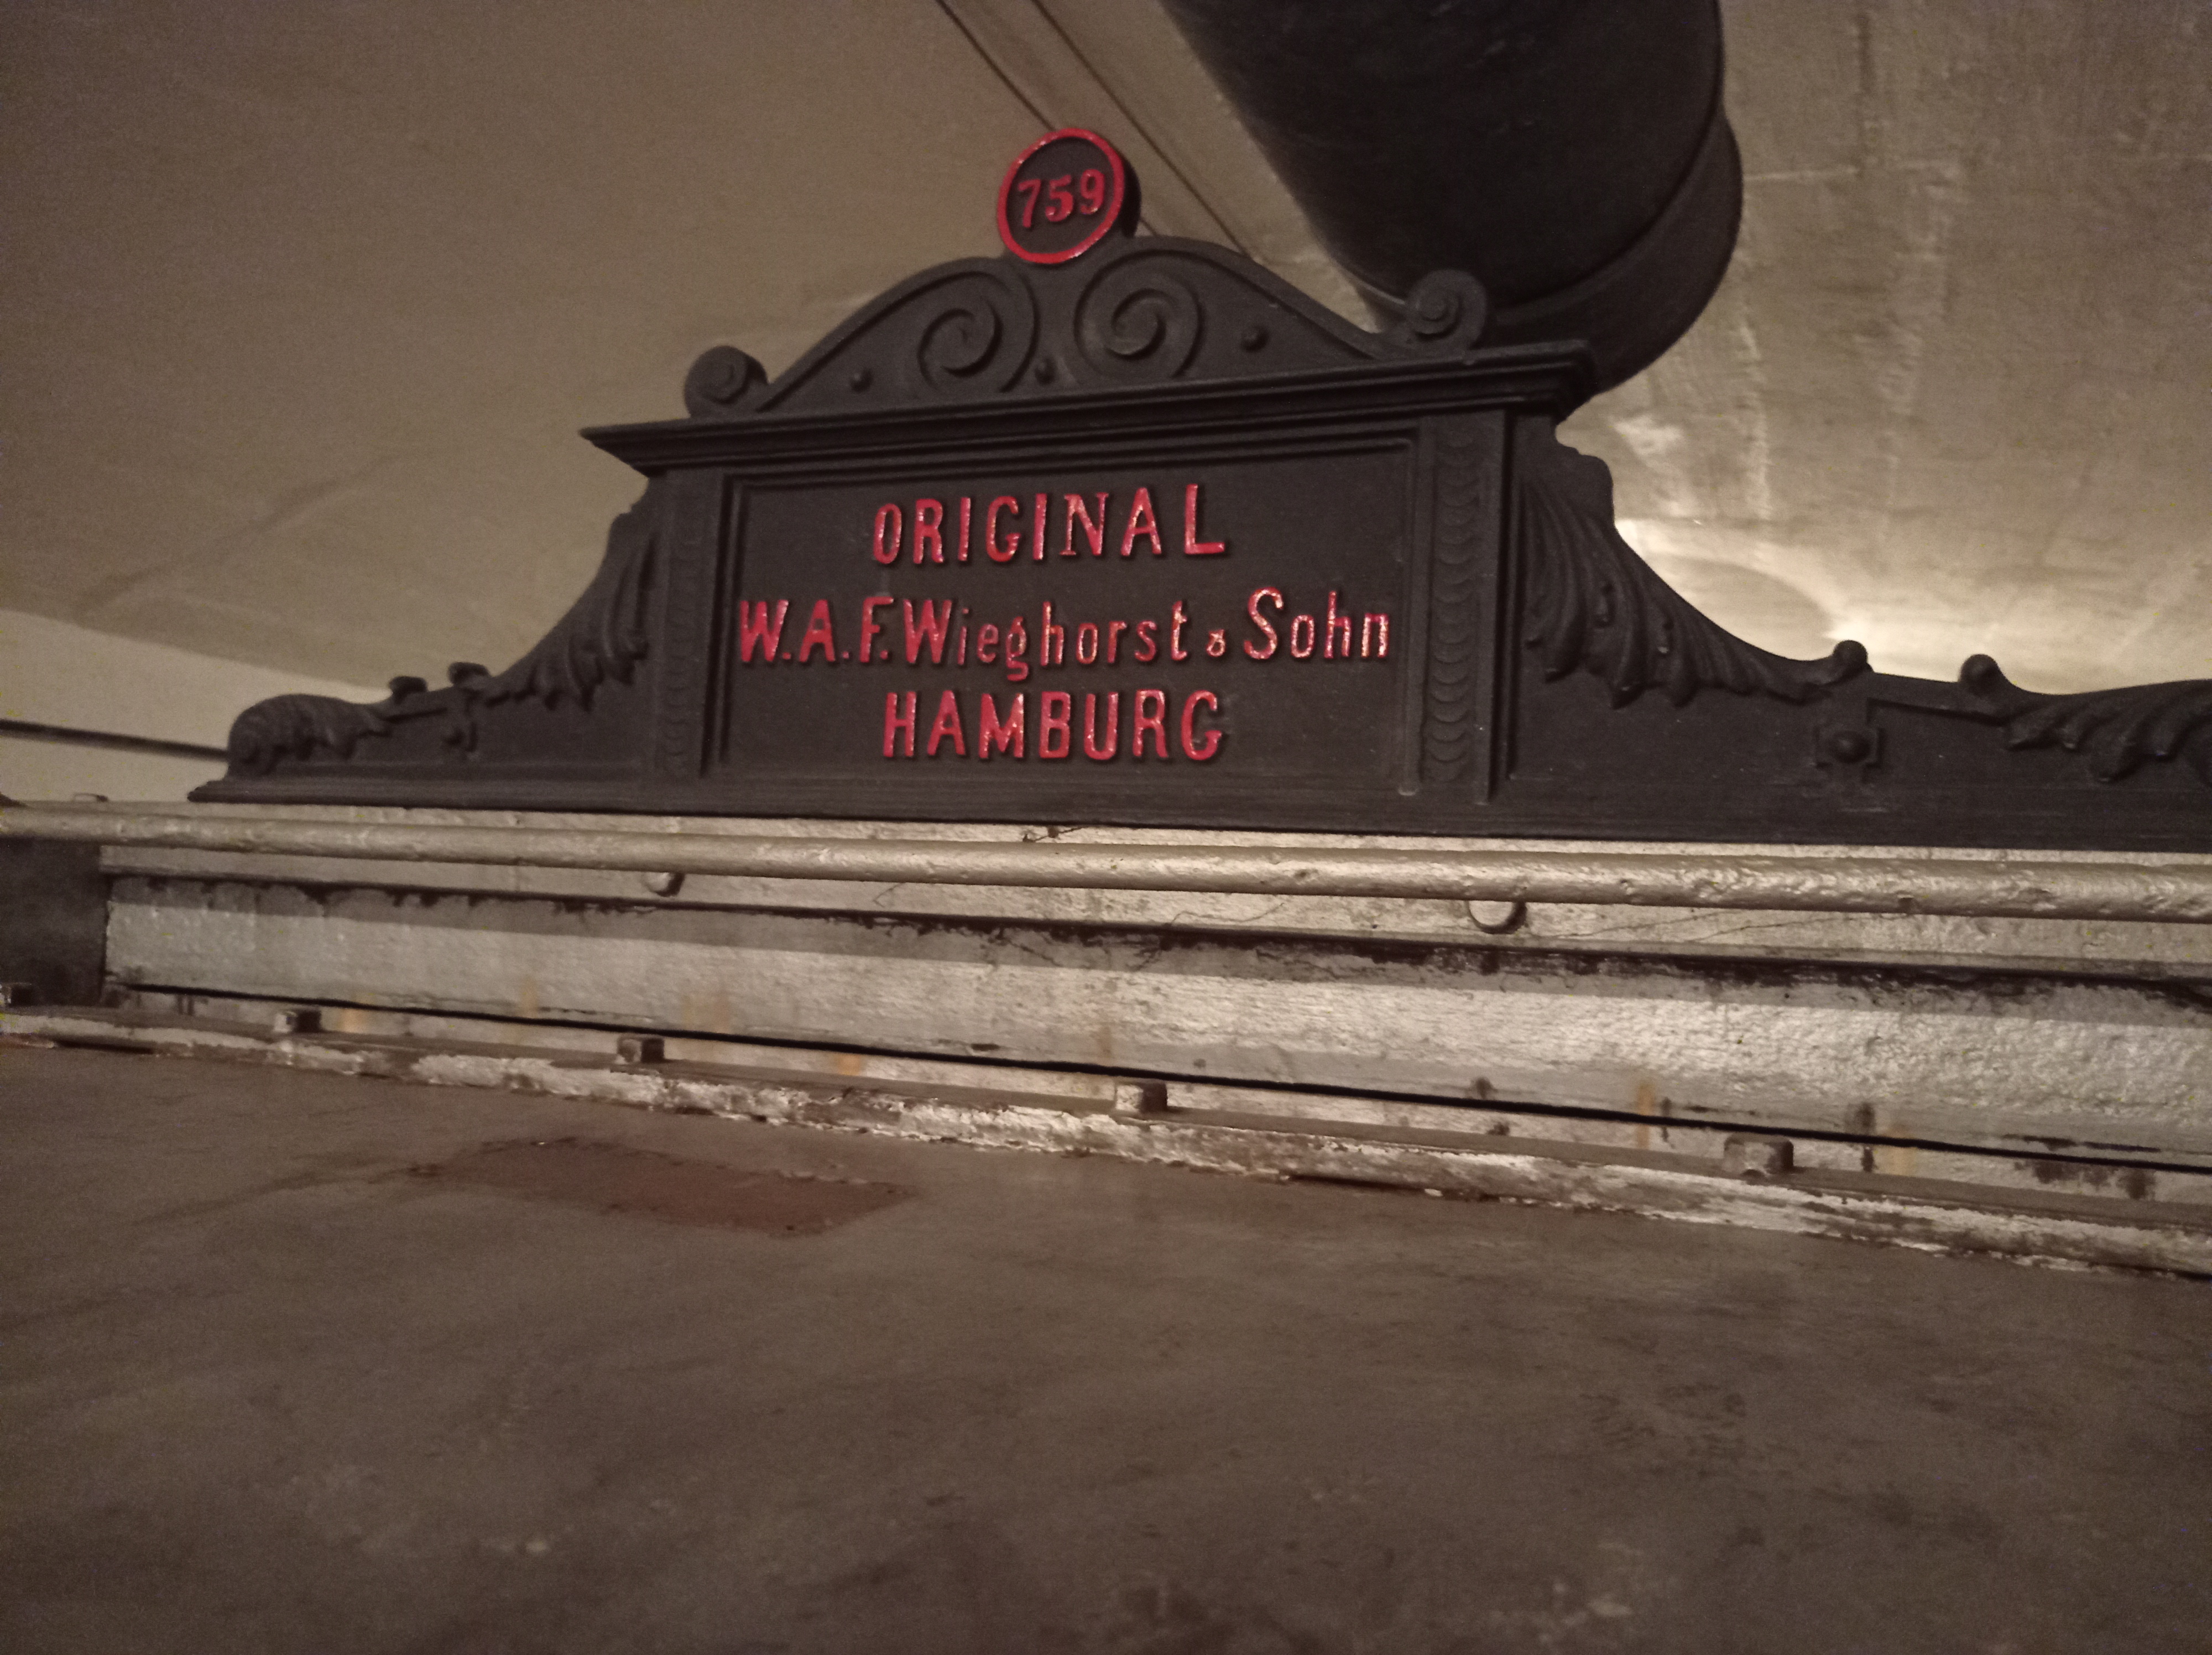 759
ORIGINAL
W.A.F.Wieghorst & Sohn
HAMBURG